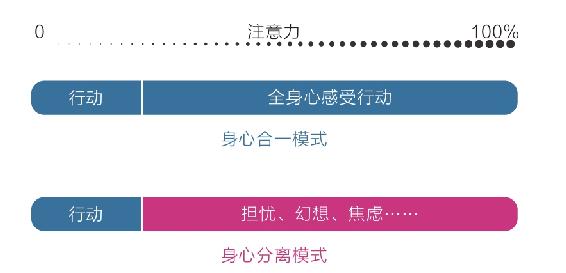 0 注意力 100%
行动 全身心感受行动
身心合一模式
行动 担忧、幻想、焦虑……
身心分离模式